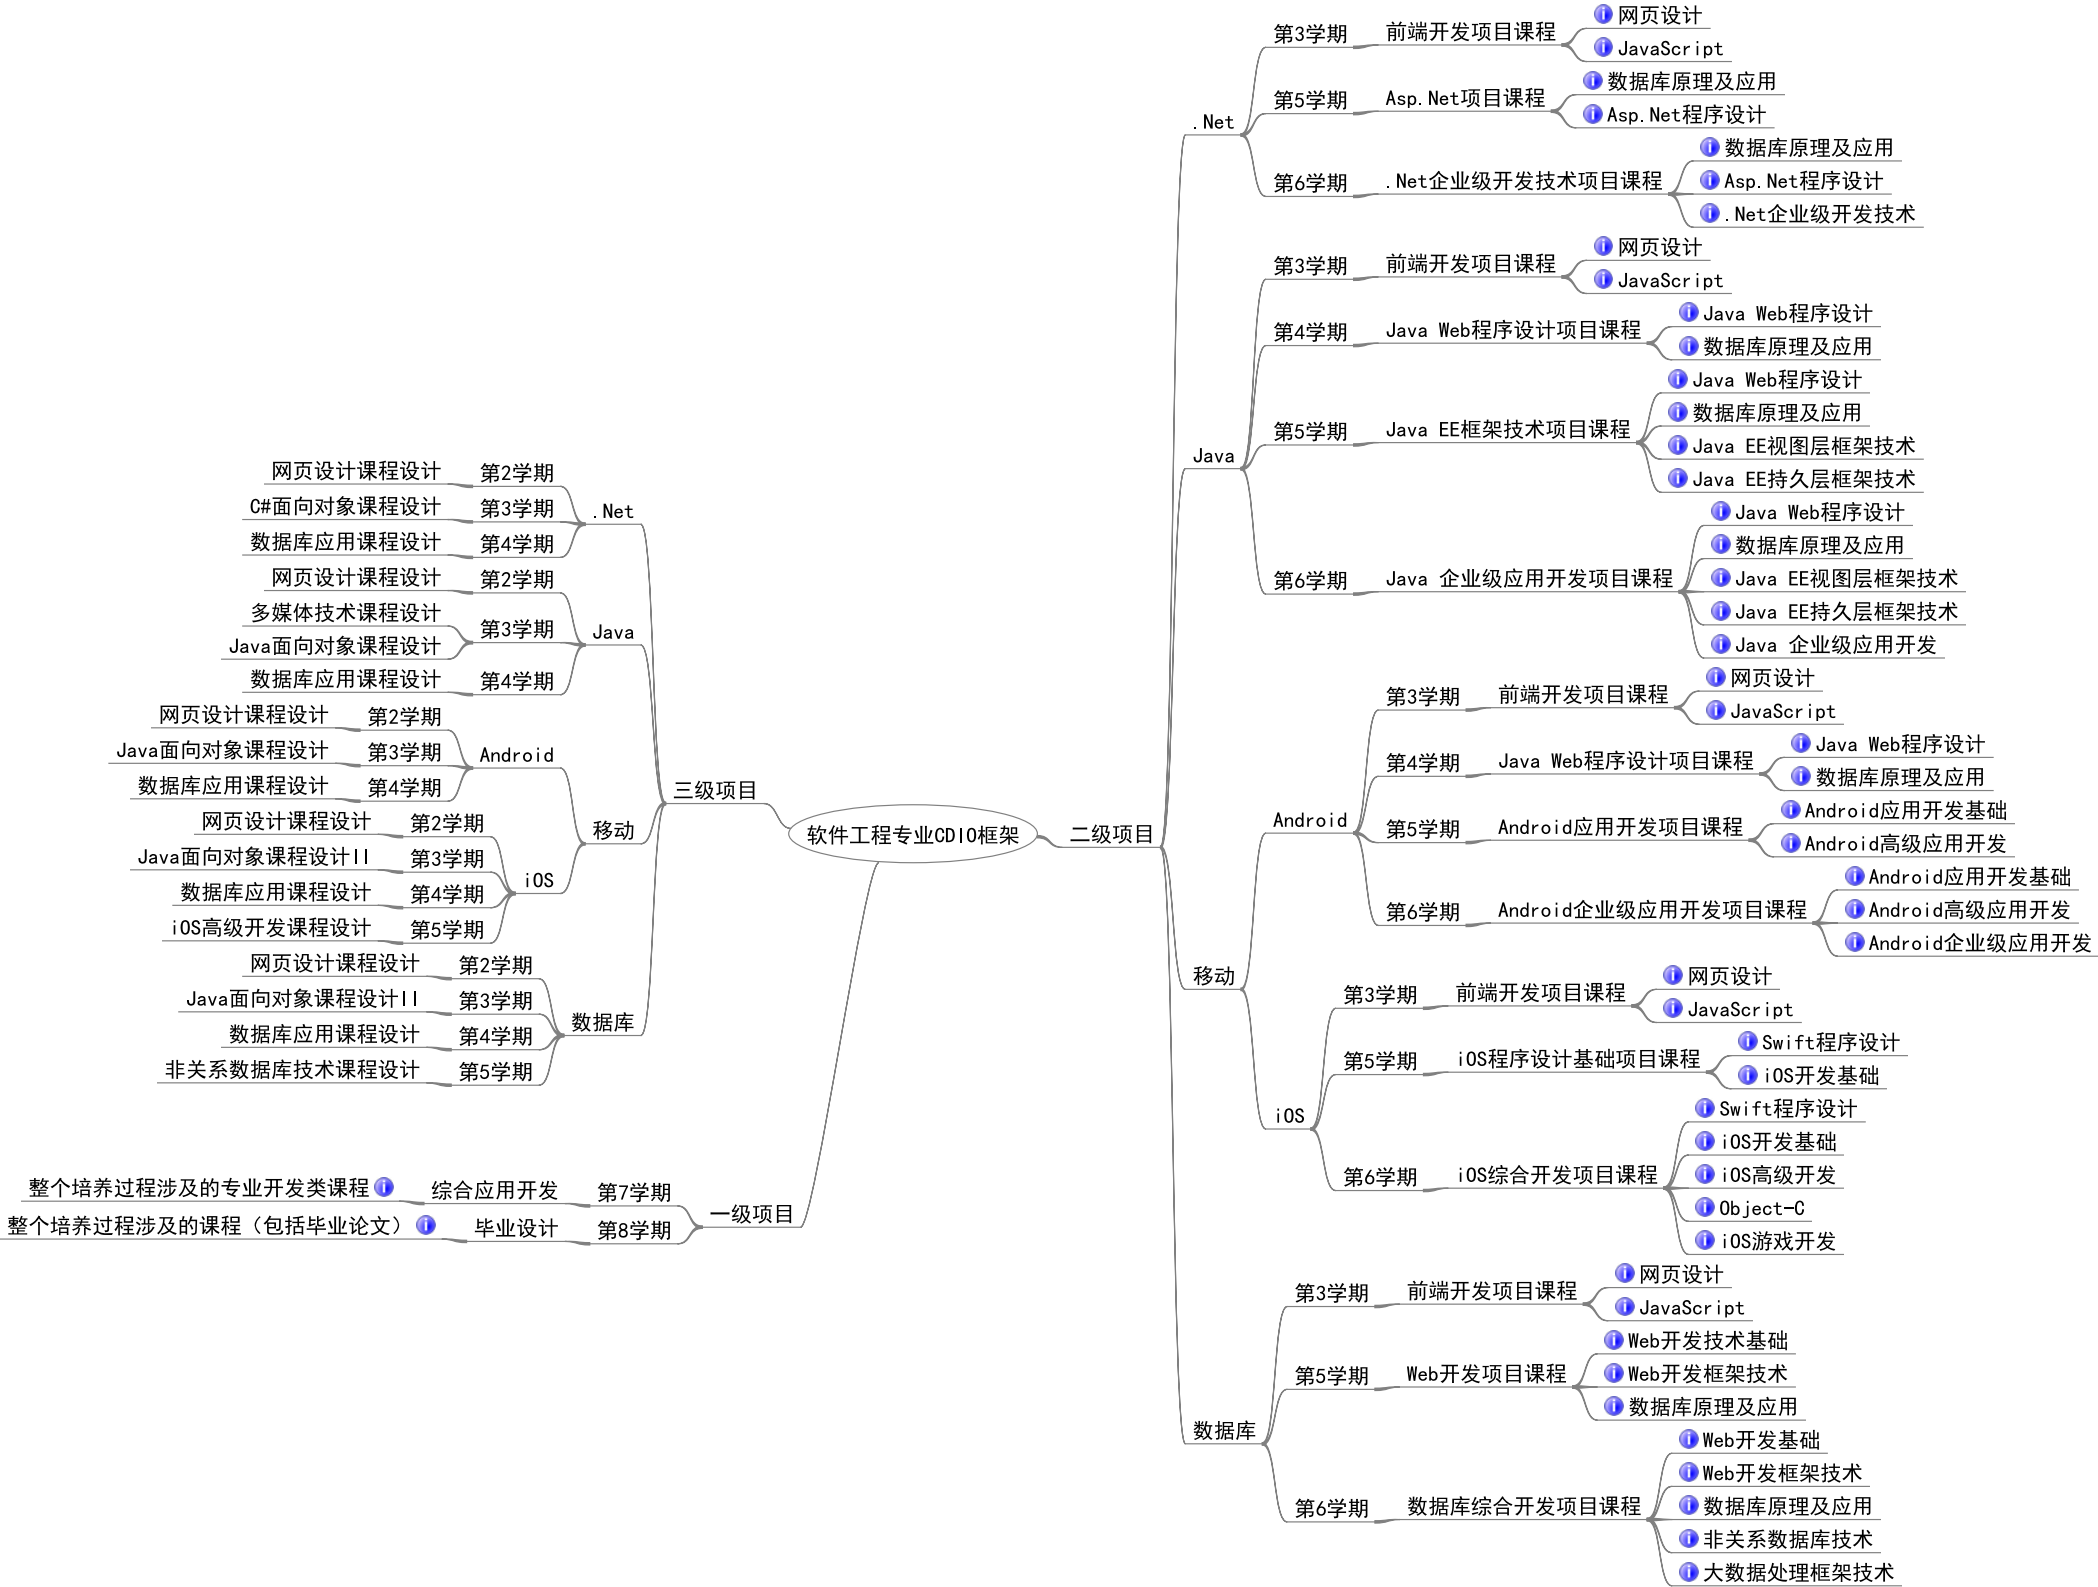 软件工程专业CDIO框架
三级项目
.Net
第2学期
网页设计课程设计
第3学期
C#面向对象课程设计
第4学期
数据库应用课程设计
Java
第2学期
网页设计课程设计
第3学期
多媒体技术课程设计
Java面向对象课程设计
第4学期
数据库应用课程设计
移动
Android
第2学期
网页设计课程设计
第3学期
Java面向对象课程设计
第4学期
数据库应用课程设计
iOS
第2学期
网页设计课程设计
第3学期
Java面向对象课程设计II
第4学期
数据库应用课程设计
第5学期
iOS高级开发课程设计
数据库
第2学期
网页设计课程设计
第3学期
Java面向对象课程设计II
第4学期
数据库应用课程设计
第5学期
非关系数据库技术课程设计
一级项目
第7学期
综合应用开发
整个培养过程涉及的专业开发类课程
第8学期
毕业设计
整个培养过程涉及的课程（包括毕业论文）
二级项目
.Net
第3学期
前端开发项目课程
网页设计
JavaScript
第5学期
Asp.Net项目课程
数据库原理及应用
Asp.Net程序设计
第6学期
.Net企业级开发技术项目课程
数据库原理及应用
Asp.Net程序设计
.Net企业级开发技术
Java
第3学期
前端开发项目课程
网页设计
JavaScript
第4学期
Java Web程序设计项目课程
Java Web程序设计
数据库原理及应用
第5学期
Java EE框架技术项目课程
Java Web程序设计
数据库原理及应用
Java EE视图层框架技术
Java EE持久层框架技术
第6学期
Java 企业级应用开发项目课程
Java Web程序设计
数据库原理及应用
Java EE视图层框架技术
Java EE持久层框架技术
Java 企业级应用开发
移动
Android
第3学期
前端开发项目课程
网页设计
JavaScript
第4学期
Java Web程序设计项目课程
Java Web程序设计
数据库原理及应用
第5学期
Android应用开发项目课程
Android应用开发基础
Android高级应用开发
第6学期
Android企业级应用开发项目课程
Android应用开发基础
Android高级应用开发
Android企业级应用开发
iOS
第3学期
前端开发项目课程
网页设计
JavaScript
第5学期
iOS程序设计基础项目课程
Swift程序设计
iOS开发基础
第6学期
iOS综合开发项目课程
Swift程序设计
iOS开发基础
iOS高级开发
Object-C
iOS游戏开发
数据库
第3学期
前端开发项目课程
网页设计
JavaScript
第5学期
Web开发项目课程
Web开发技术基础
Web开发框架技术
数据库原理及应用
第6学期
数据库综合开发项目课程
Web开发基础
Web开发框架技术
数据库原理及应用
非关系数据库技术
大数据处理框架技术